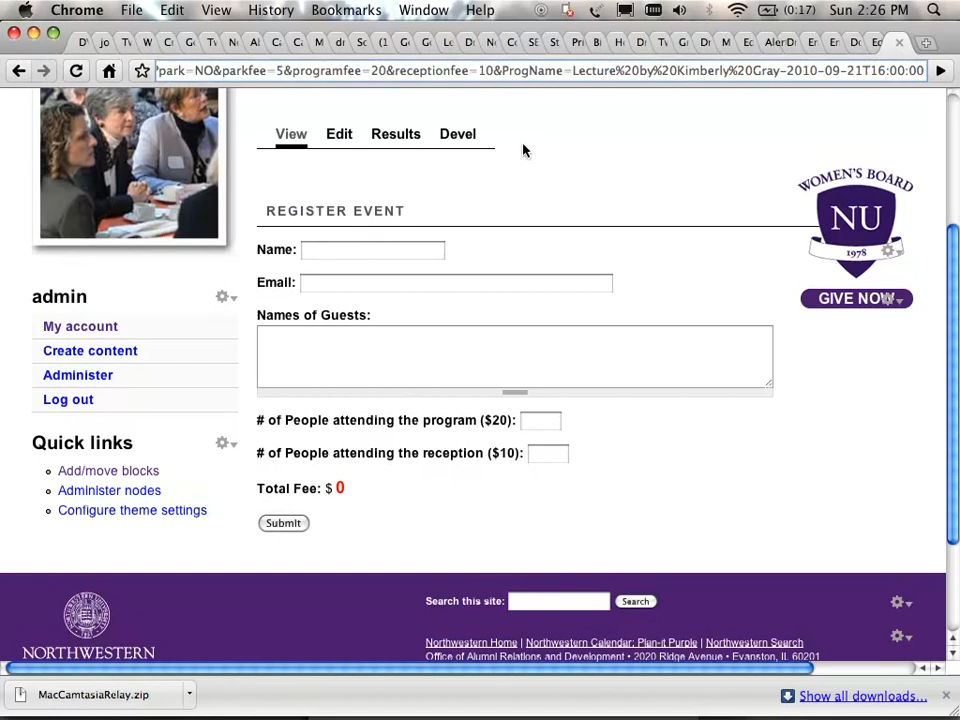 Chrome File Edit View History Bookmarks Window Help (0:17) Sun 2:26 PM
?park=NO&parkfee=5&programfee=20&receptionfee=10&ProgName=Lecture%20by%20Kimberly%20Gray-2010-09-21T16:00:00
View Edit Results Devel
REGISTER EVENT
WOMEN'S BOARD
NU
1978
GIVE NOW
Name:
Email:
Names of Guests:
# of People attending the program ($20):
# of People attending the reception ($10):
Total Fee: $ 0
Submit
admin
My account
Create content
Administer
Log out
Quick links
Add/move blocks
Administer nodes
Configure theme settings
Search this site: Search
NORTHWESTERN
Northwestern Home | Northwestern Calendar: Plan-it Purple | Northwestern Search
Office of Alumni Relations and Development • 2020 Ridge Avenue • Evanston, IL 60201
MacCamtasiaRelay.zip
Show all downloads...